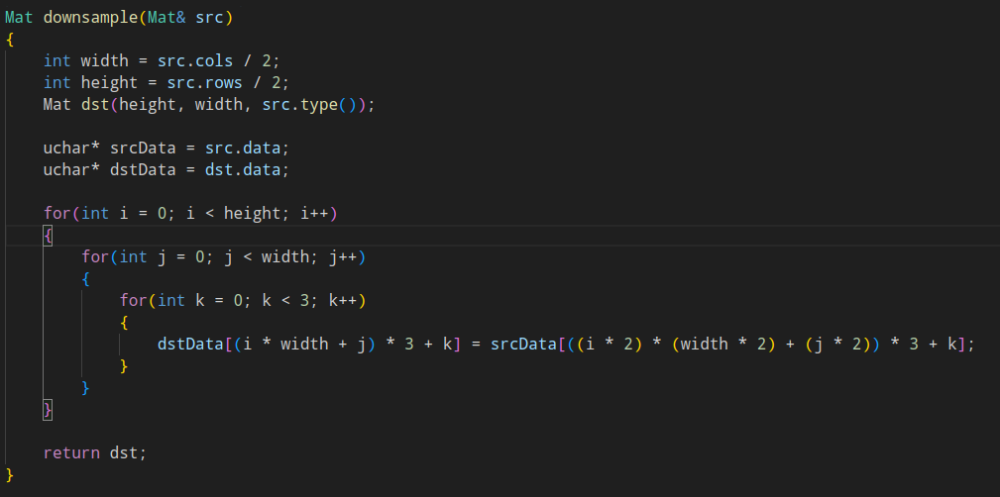 Mat downsample(Mat& src)
{
    int width = src.cols / 2;
    int height = src.rows / 2;
    Mat dst(height, width, src.type());
    uchar* srcData = src.data;
    uchar* dstData = dst.data;
    for(int i = 0; i < height; i++)
    {
        for(int j = 0; j < width; j++)
        {
            for(int k = 0; k < 3; k++)
            {
                dstData[(i * width + j) * 3 + k] = srcData[((i * 2) * (width * 2) + (j * 2)) * 3 + k];
            }
        }
    }
    return dst;
}